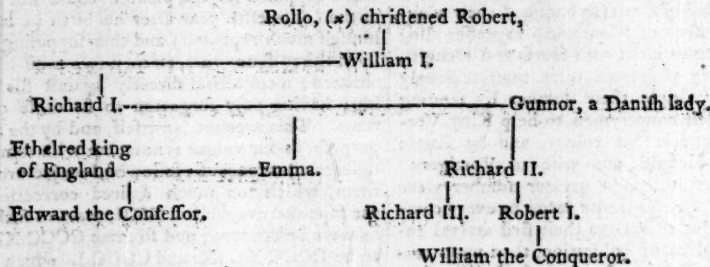 Rollo, (×) chriſtened Robert,
William I.
Richard I. Gunnor, a Daniſh lady.
Ethelred king
of England Emma. Richard II.
Edward the Confeſſor. Richard III. Robert I.
William the Conqueror.